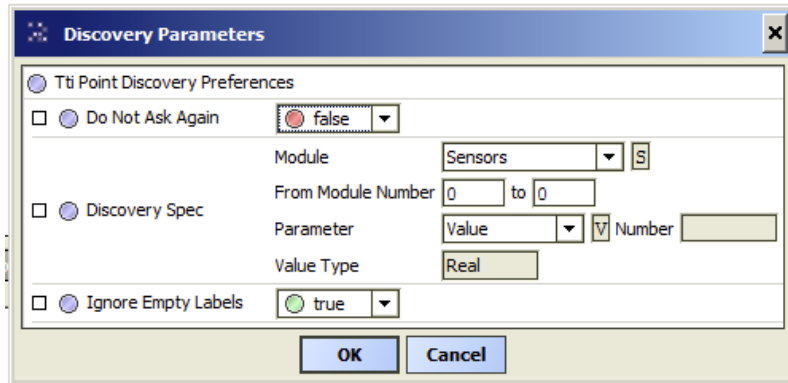 Discovery Parameters
Tti Point Discovery Preferences
Do Not Ask Again false
Module Sensors S
From Module Number 0 to 0
Discovery Spec
Parameter Value V Number
Value Type Real
Ignore Empty Labels true
OK Cancel